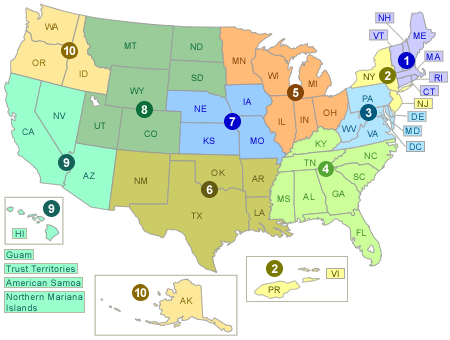 NH
WA
VT
ME
MT
ND
MN
10
1
MA
OR
ID
WI
MI
NY
2
RI
SD
CT
WY
5
PA
NJ
8
NE
IA
3
DE
NV
IL
IN
OH
CA
UT
CO
7
WV
MD
KS
MO
VA
KY
DC
9
TN
NC
4
AZ
NM
OK
AR
SC
6
MS
AL
GA
TX
LA
9
HI
FL
Guam
Trust Territories
American Samoa
Northern Mariana
Islands
10
AK
2
VI
PR